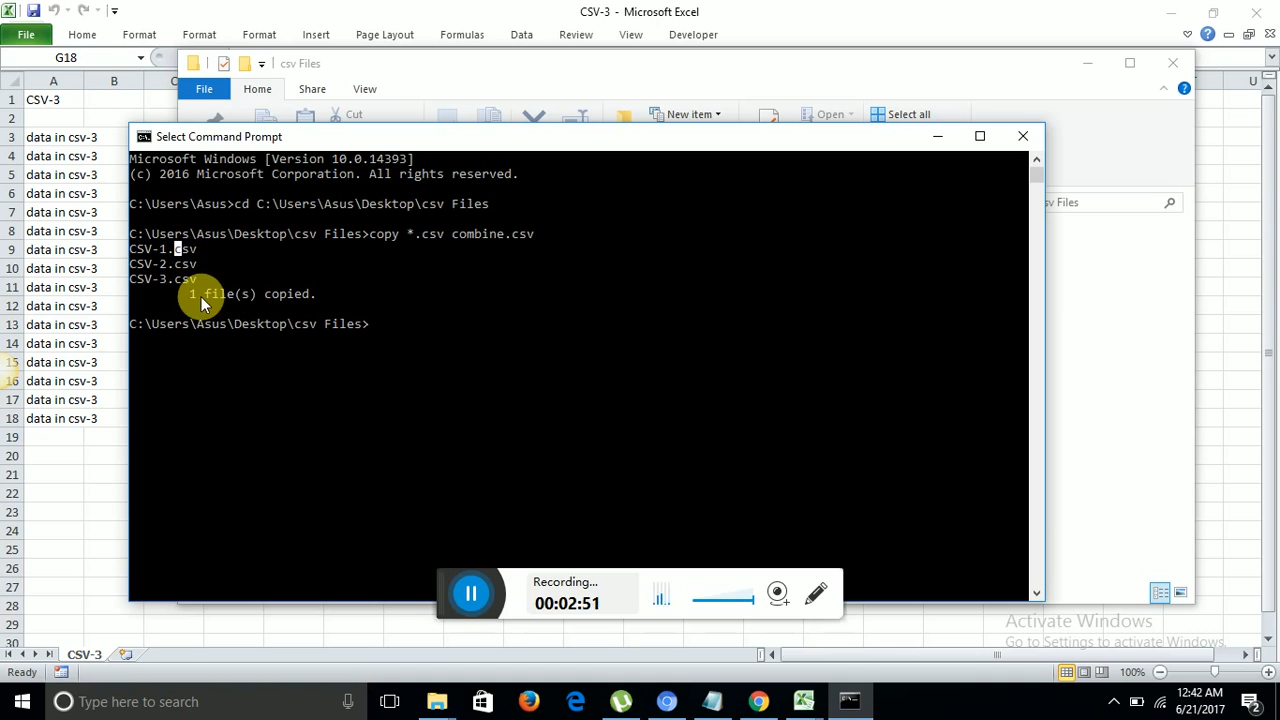 CSV-3 - Microsoft Excel
File Home Format Format Format Insert Page Layout Formulas Data Review View Developer
G18
csv Files
File Home Share View
Cut
New item
Open
Select all
A B C U
1 CSV-3
2
3 data in csv-3
4 data in csv-3
5 data in csv-3
6 data in csv-3
7 data in csv-3
8 data in csv-3
9 data in csv-3
10 data in csv-3
11 data in csv-3
12 data in csv-3
13 data in csv-3
14 data in csv-3
15 data in csv-3
16 data in csv-3
17 data in csv-3
18 data in csv-3
19
20
21
22
23
24
25
26
27
28
29
30
Files
Select Command Prompt
Microsoft Windows [Version 10.0.14393]
(c) 2016 Microsoft Corporation. All rights reserved.
C:\Users\Asus>cd C:\Users\Asus\Desktop\csv Files
C:\Users\Asus\Desktop\csv Files>copy *.csv combine.csv
CSV-1.csv
CSV-2.csv
CSV-3.csv
1 file(s) copied.
C:\Users\Asus\Desktop\csv Files>
Recording...
00:02:51
Activate Windows
Go to Settings to activate Windows.
CSV-3
Ready
100%
Type here to search
12:42 AM
6/21/2017
2